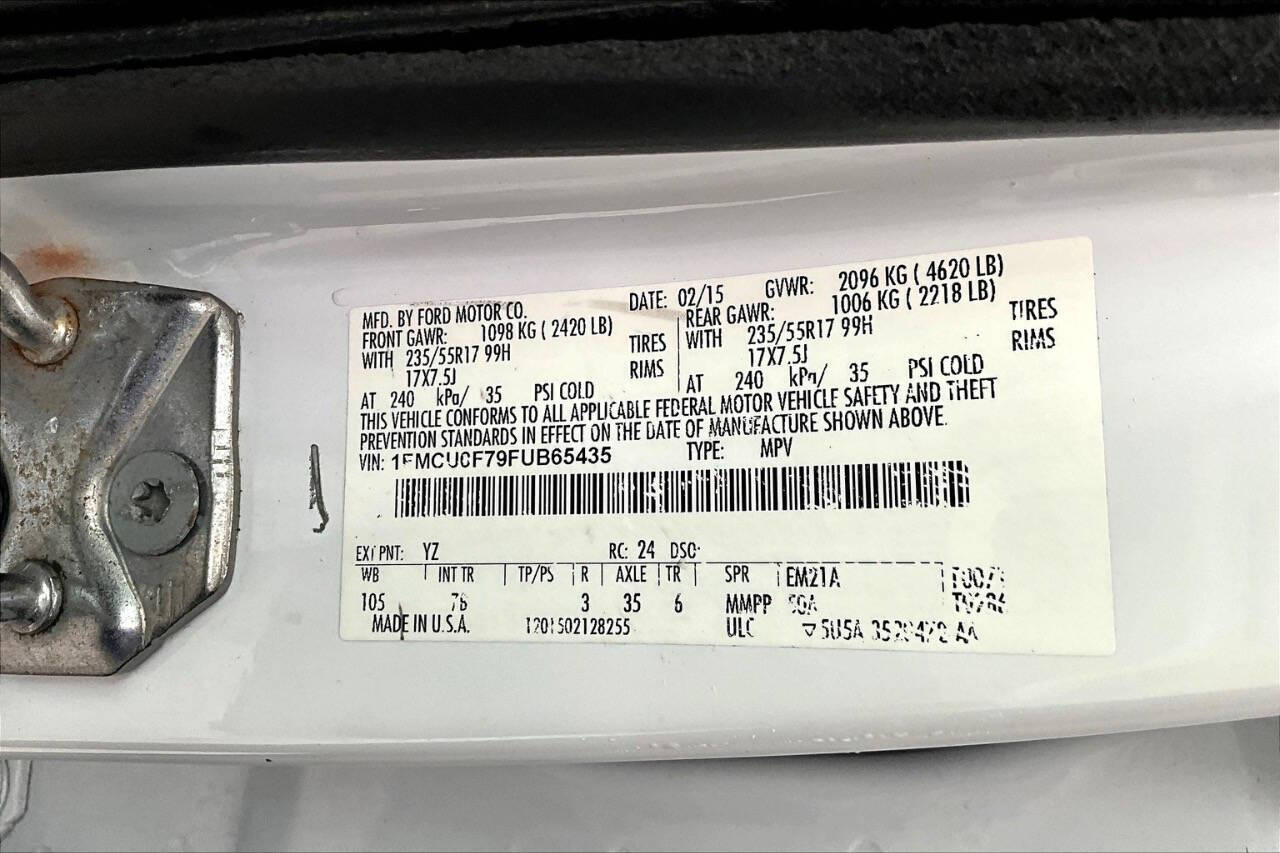 MFD. BY FORD MOTOR CO. DATE: 02/15 GVWR: 2096 KG ( 4620 LB)
FRONT GAWR: 1098 KG ( 2420 LB) REAR GAWR: 1006 KG ( 2218 LB)
WITH 235/55R17 99H TIRES WITH 235/55R17 99H TIRES
17X7.5J RIMS 17X7.5J RIMS
AT 240 kPa/ 35 PSI COLD AT 240 kPa/ 35 PSI COLD
THIS VEHICLE CONFORMS TO ALL APPLICABLE FEDERAL MOTOR VEHICLE SAFETY AND THEFT
PREVENTION STANDARDS IN EFFECT ON THE DATE OF MANUFACTURE SHOWN ABOVE.
VIN: TYPE: MPV
EXT PNT: YZ RC: 24 DSO:
WB INT TR TP/PS R AXLE TR SPR EM21A
105 3 35 6 MMPP
MADE IN U.S.A. T201502128255 ULC